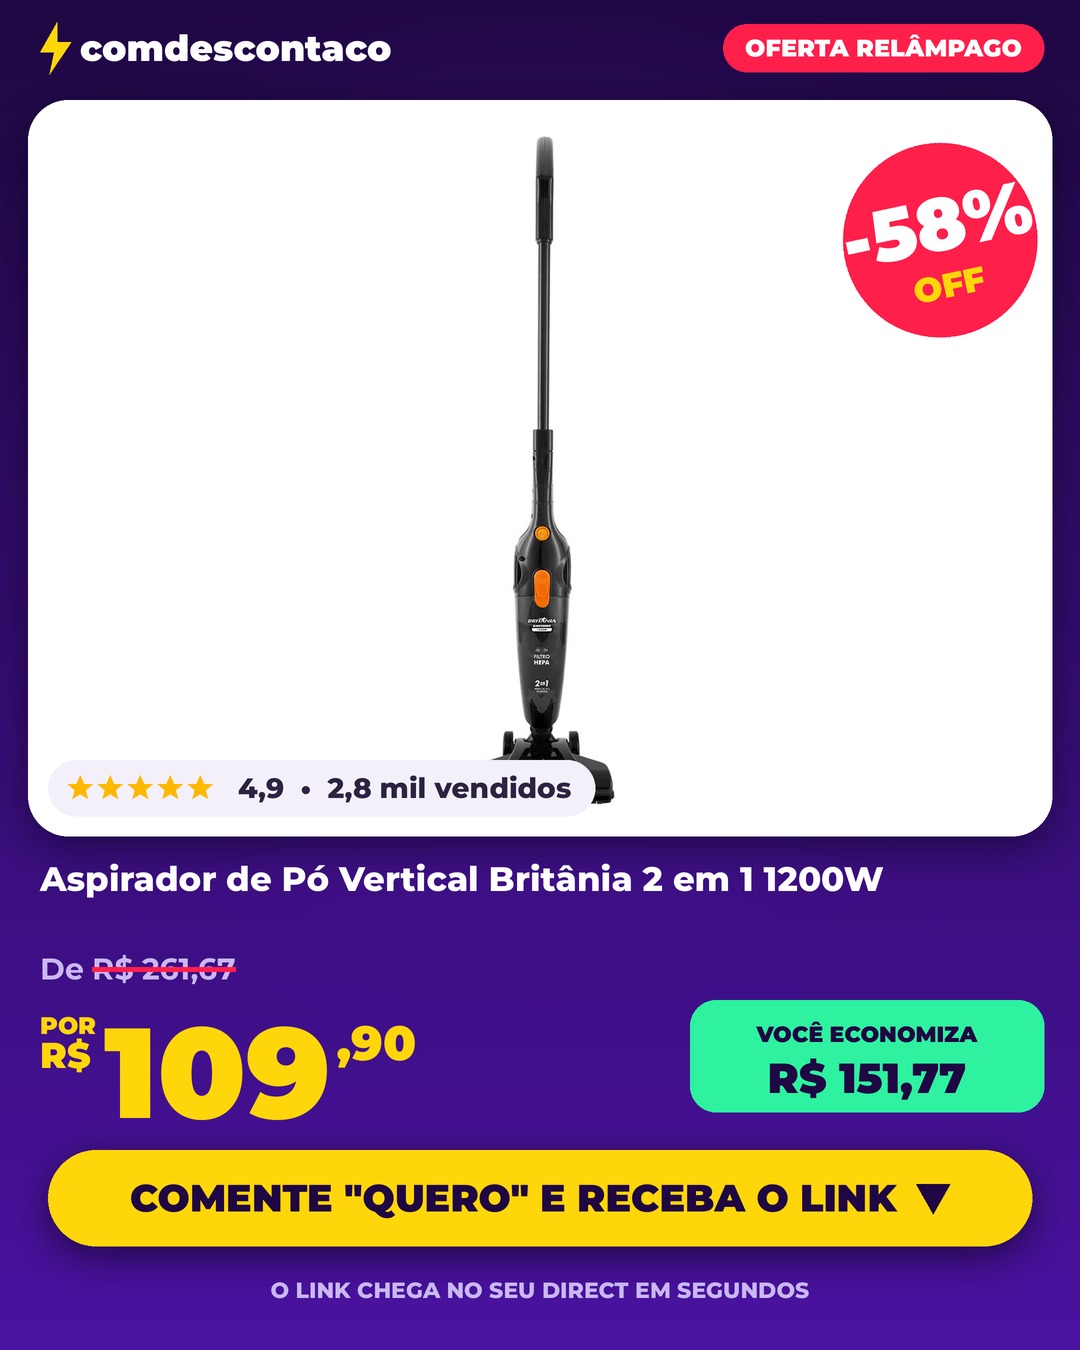 comdescontaco
OFERTA RELÂMPAGO
-58%
OFF
BRITÂNIA
FILTRO
HEPA
2 em 1
4,9 • 2,8 mil vendidos
Aspirador de Pó Vertical Britânia 2 em 1 1200W
De R$ 261,67
POR
R$ 109,90
VOCÊ ECONOMIZA
R$ 151,77
COMENTE "QUERO" E RECEBA O LINK ▼
O LINK CHEGA NO SEU DIRECT EM SEGUNDOS